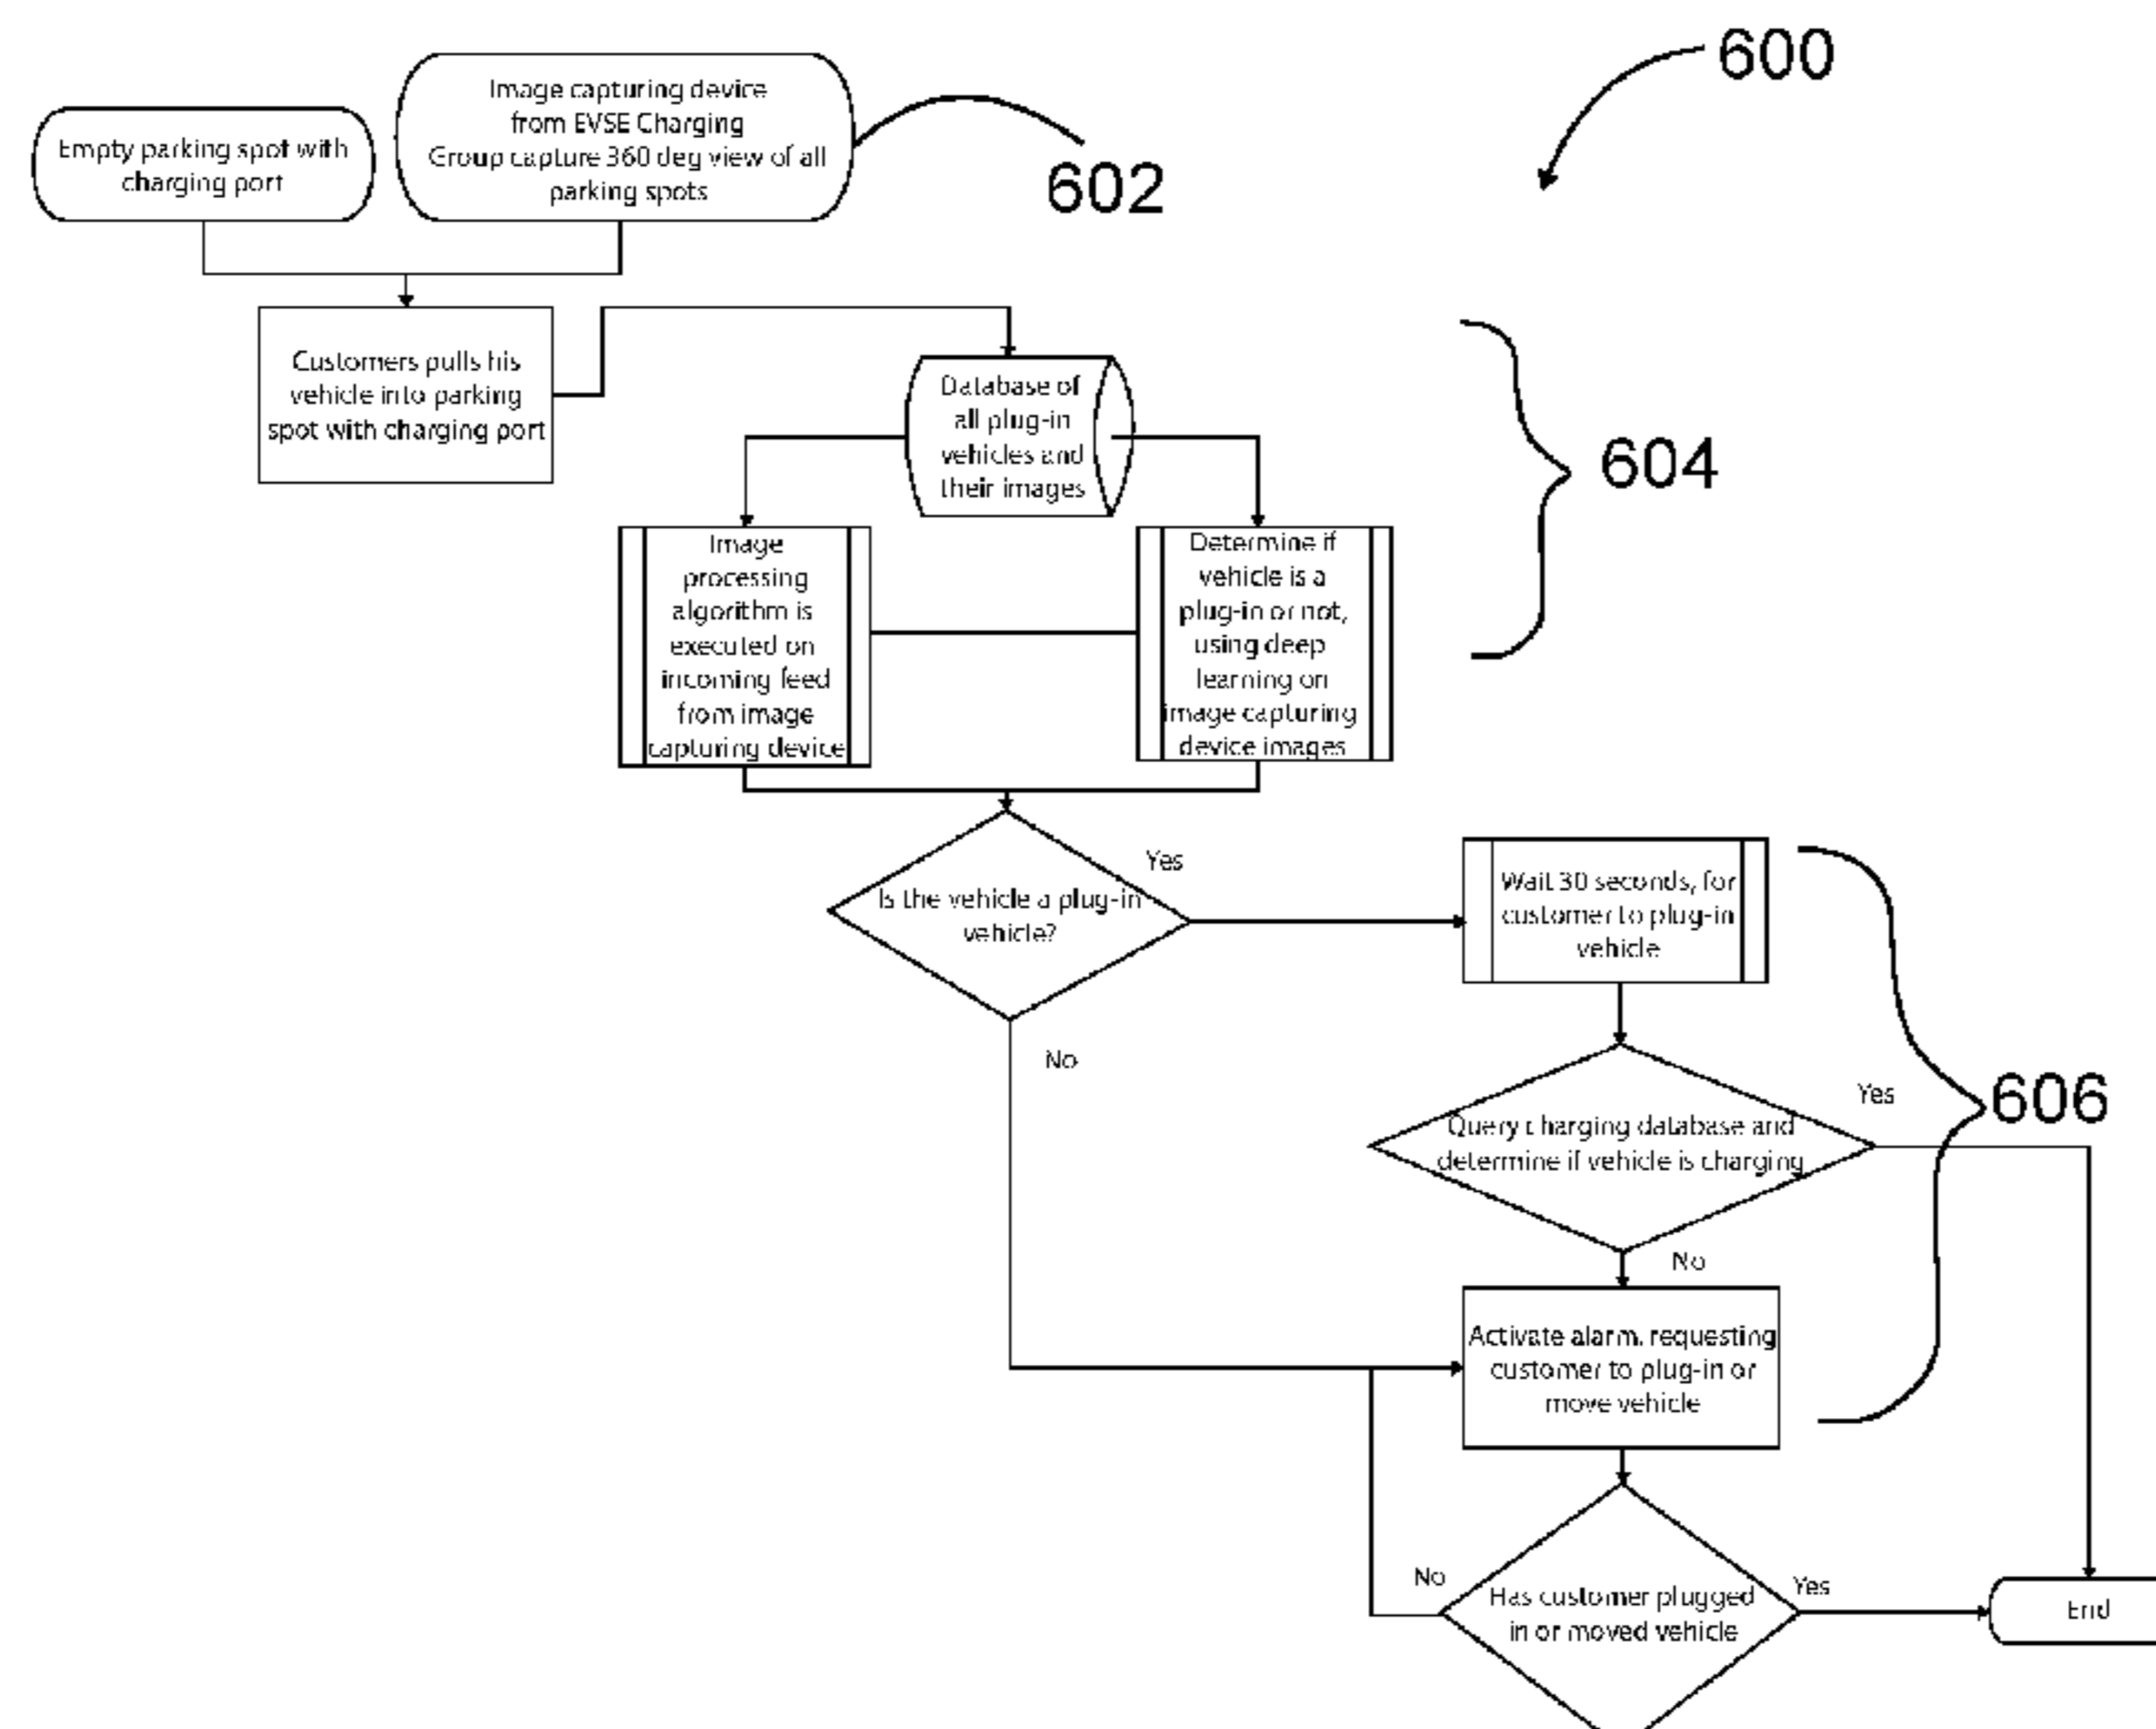 600
Image capturing device
from EVSE Charging
Group capture 360 deg view of all
parking spots
Empty parking spot with
charging port
602
Customers pulls his
vehicle into parking
spot with charging port
Database of
all plug-in
vehicles and
their images
604
Image
processing
algorithm is
executed on
incoming feed
from image
capturing device
Determine if
vehicle is a
plug-in or not,
using deep
learning on
image capturing
device images
Is the vehicle a plug-in
vehicle?
Yes
No
Wait 30 seconds, for
customer to plug-in
vehicle
606
Query charging database and
determine if vehicle is charging
Yes
No
Activate alarm, requesting
customer to plug-in or
move vehicle
Has customer plugged
in or moved vehicle
No
Yes
End